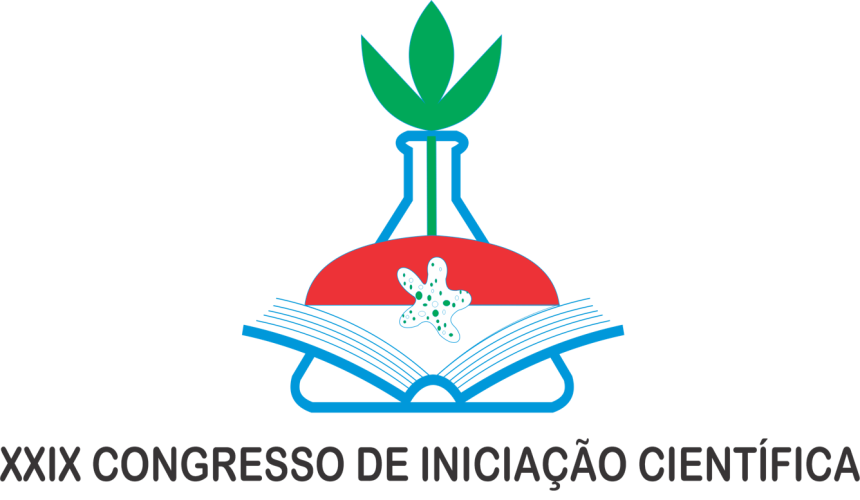 XXIX CONGRESSO DE INICIAÇÃO CIENTÍFICA